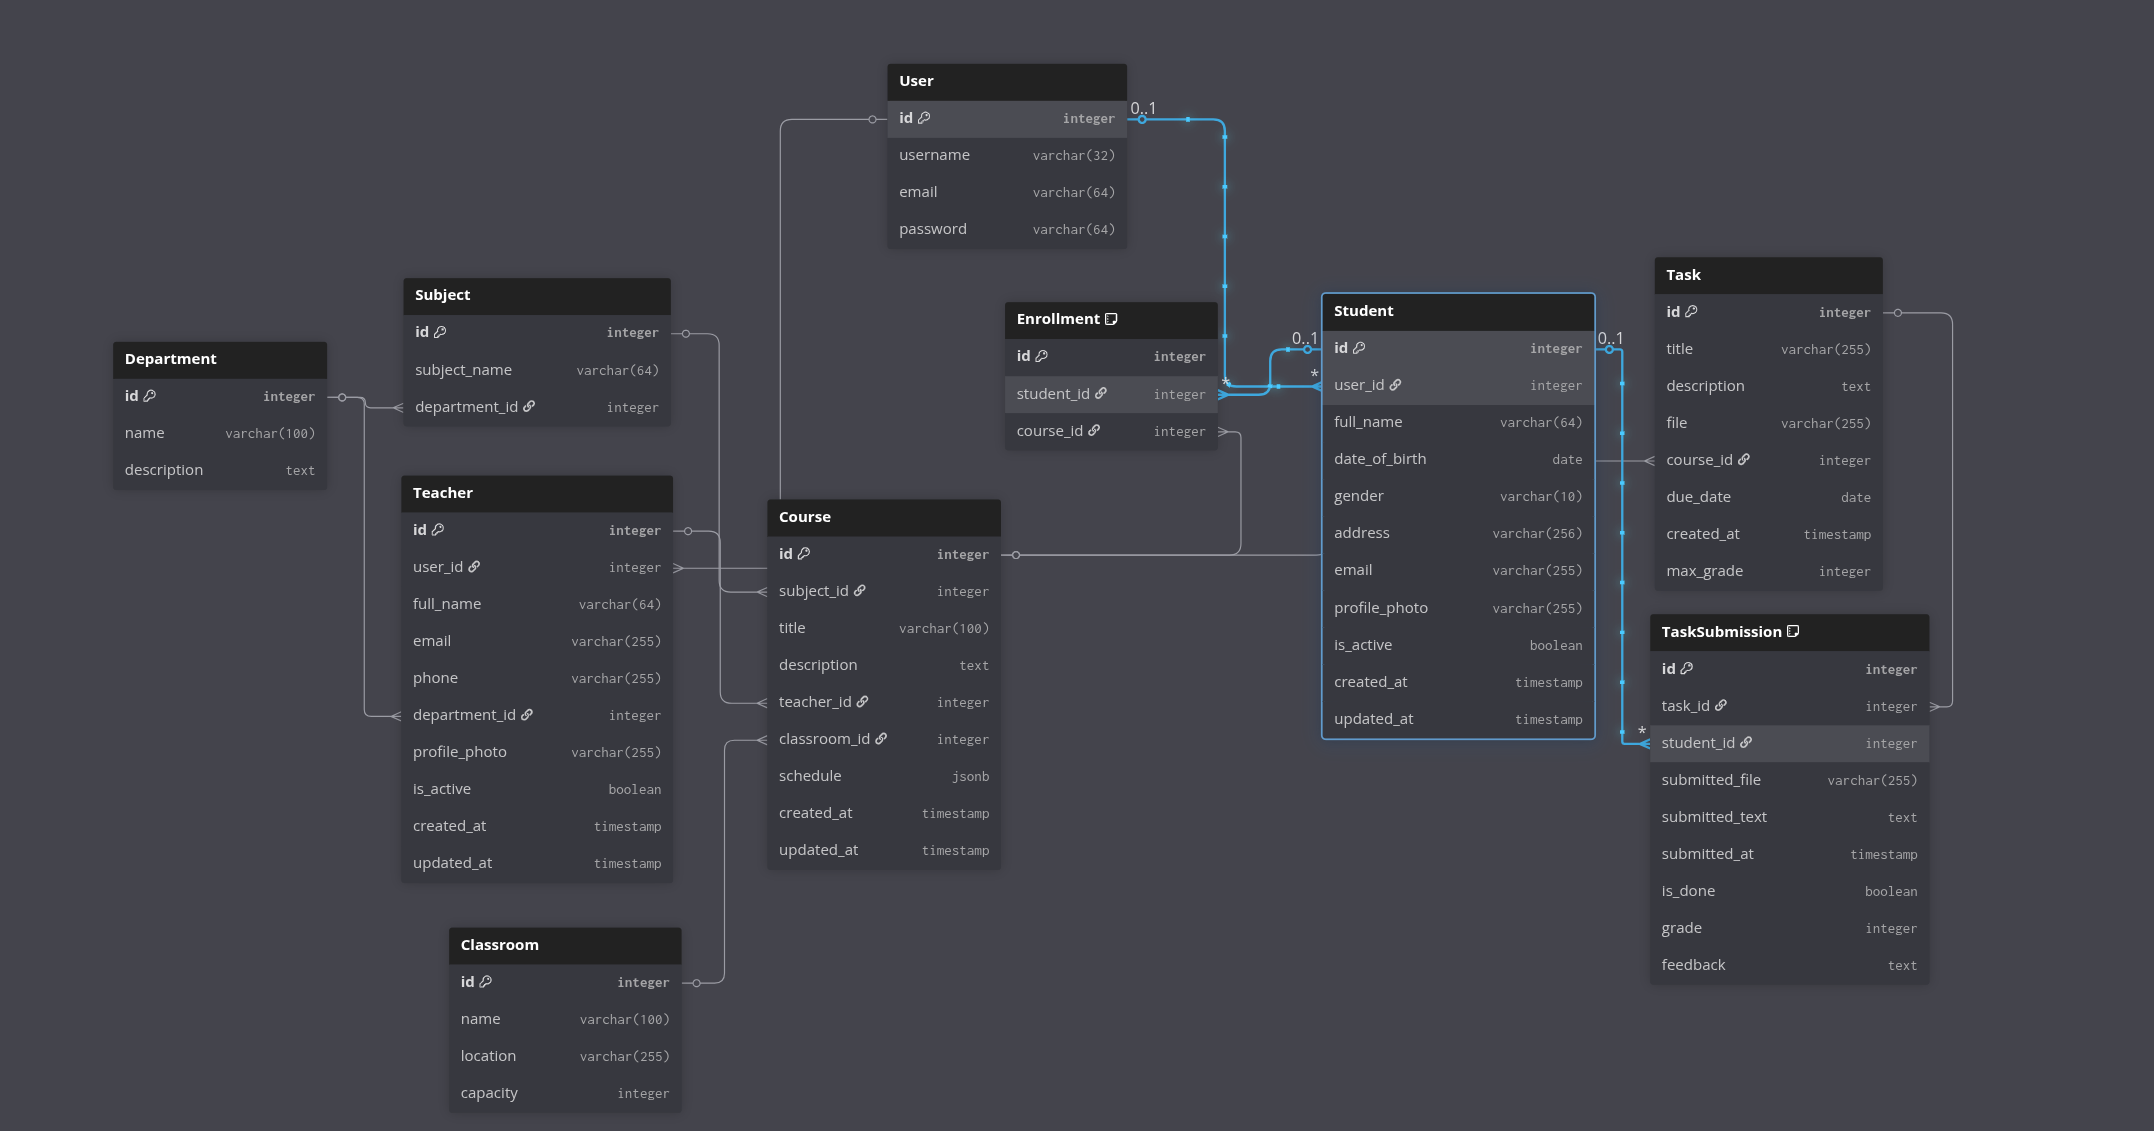 User
id integer
username varchar(32)
email varchar(64)
password varchar(64)
0..1
Subject
id integer
subject_name varchar(64)
department_id integer
Department
id integer
name varchar(100)
description text
Teacher
id integer
user_id integer
full_name varchar(64)
email varchar(255)
phone varchar(255)
department_id integer
profile_photo varchar(255)
is_active boolean
created_at timestamp
updated_at timestamp
Classroom
id integer
name varchar(100)
location varchar(255)
capacity integer
Course
id integer
subject_id integer
title varchar(100)
description text
teacher_id integer
classroom_id integer
schedule jsonb
created_at timestamp
updated_at timestamp
Enrollment
id integer
student_id integer
course_id integer
*
0..1
*
Student
id integer
user_id integer
full_name varchar(64)
date_of_birth date
gender varchar(10)
address varchar(256)
email varchar(255)
profile_photo varchar(255)
is_active boolean
created_at timestamp
updated_at timestamp
0..1
*
Task
id integer
title varchar(255)
description text
file varchar(255)
course_id integer
due_date date
created_at timestamp
max_grade integer
TaskSubmission
id integer
task_id integer
student_id integer
submitted_file varchar(255)
submitted_text text
submitted_at timestamp
is_done boolean
grade integer
feedback text